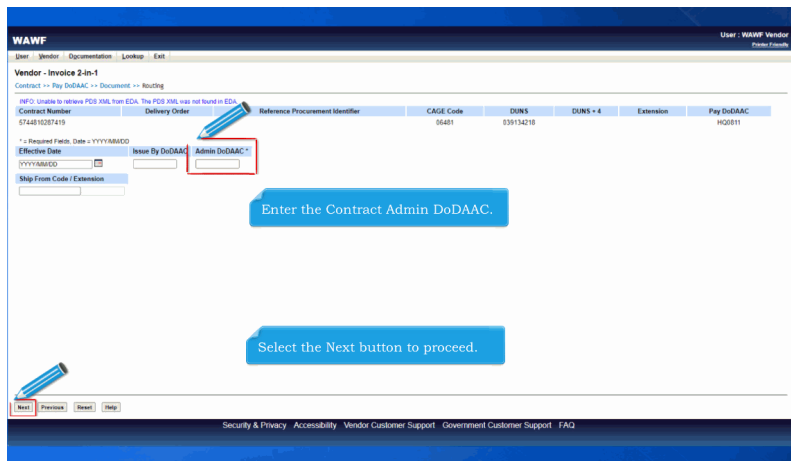 WAWF
User : WAWF Vendor
Printer Friendly
User Vendor Documentation Lookup Exit
Vendor - Invoice 2-in-1
Contract >> Pay DoDAAC >> Document >> Routing
INFO: Unable to retrieve PDS XML from EDA. The PDS XML was not found in EDA.
Contract Number Delivery Order Reference Procurement Identifier CAGE Code DUNS DUNS + 4 Extension Pay DoDAAC
S744810287419 06481 039134218 HQ0811
* = Required Fields, Date = YYYY/MM/DD
Effective Date Issue By DoDAAC Admin DoDAAC *
YYYY/MM/DD
Ship From Code / Extension
Enter the Contract Admin DoDAAC.
Select the Next button to proceed.
Next Previous Reset Help
Security & Privacy Accessibility Vendor Customer Support Government Customer Support FAQ